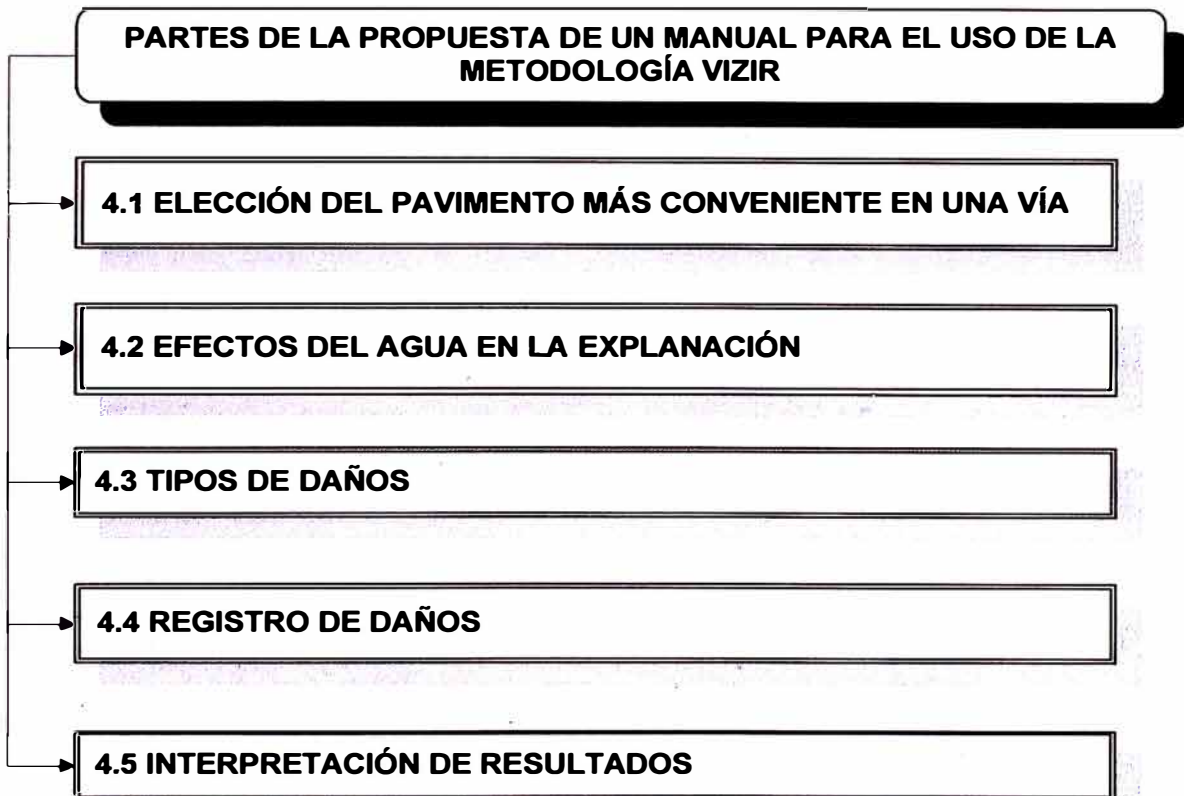 PARTES DE LA PROPUESTA DE UN MANUAL PARA EL USO DE LA
METODOLOGÍA VIZIR
4.1 ELECCIÓN DEL PAVIMENTO MÁS CONVENIENTE EN UNA VÍA
4.2 EFECTOS DEL AGUA EN LA EXPLANACIÓN
4.3 TIPOS DE DAÑOS
4.4 REGISTRO DE DAÑOS
4.5 INTERPRETACIÓN DE RESULTADOS